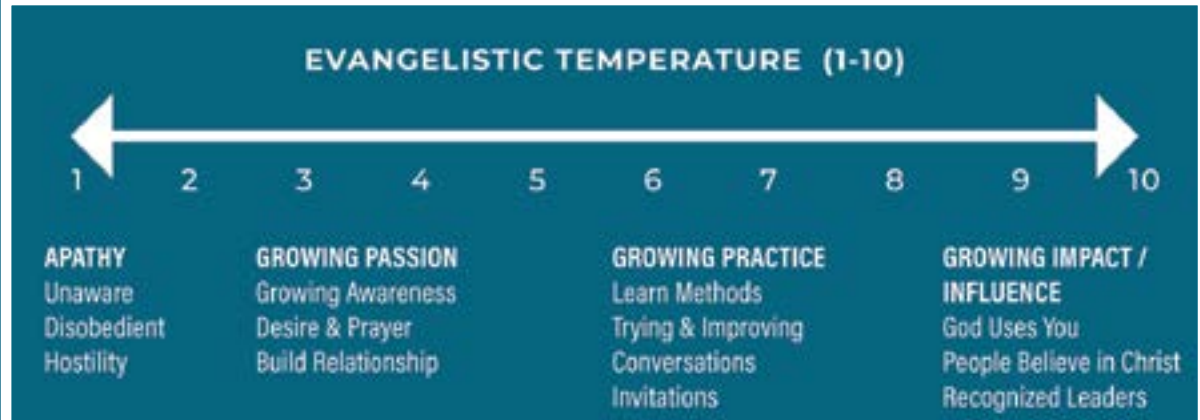 EVANGELISTIC TEMPERATURE (1-10)
1 2 3 4 5 6 7 8 9 10
APATHY
Unaware
Disobedient
Hostility
GROWING PASSION
Growing Awareness
Desire & Prayer
Build Relationship
GROWING PRACTICE
Learn Methods
Trying & Improving
Conversations
Invitations
GROWING IMPACT /
INFLUENCE
God Uses You
People Believe in Christ
Recognized Leaders